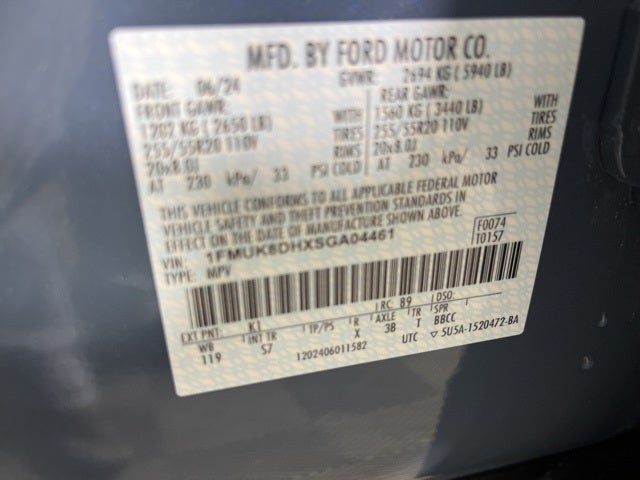 MFD. BY FORD MOTOR CO.
DATE: 06/24 GVWR: 2694 KG ( 5940 LB)
FRONT GAWR: REAR GAWR:
1202 KG ( 2650 LB) WITH 1560 KG ( 3440 LB) WITH
255/55R20 110V TIRES 255/55R20 110V TIRES
20x8.0J RIMS 20x8.0J RIMS
AT 230 kPa/ 33 PSI COLD AT 230 kPa/ 33 PSI COLD
THIS VEHICLE CONFORMS TO ALL APPLICABLE FEDERAL MOTOR
VEHICLE SAFETY AND THEFT PREVENTION STANDARDS IN
EFFECT ON THE DATE OF MANUFACTURE SHOWN ABOVE.
VIN: 1FMUK8DHXSGA04461 F0074
TYPE: MPV T0157
EXT PNT: K1 RC: 89 DSO:
WB INT TR TP/PS R AXLE TR SPR
119 S7 X 38 T BBCC
1202406011582 UTC ▽ 5U5A-1520472-BA